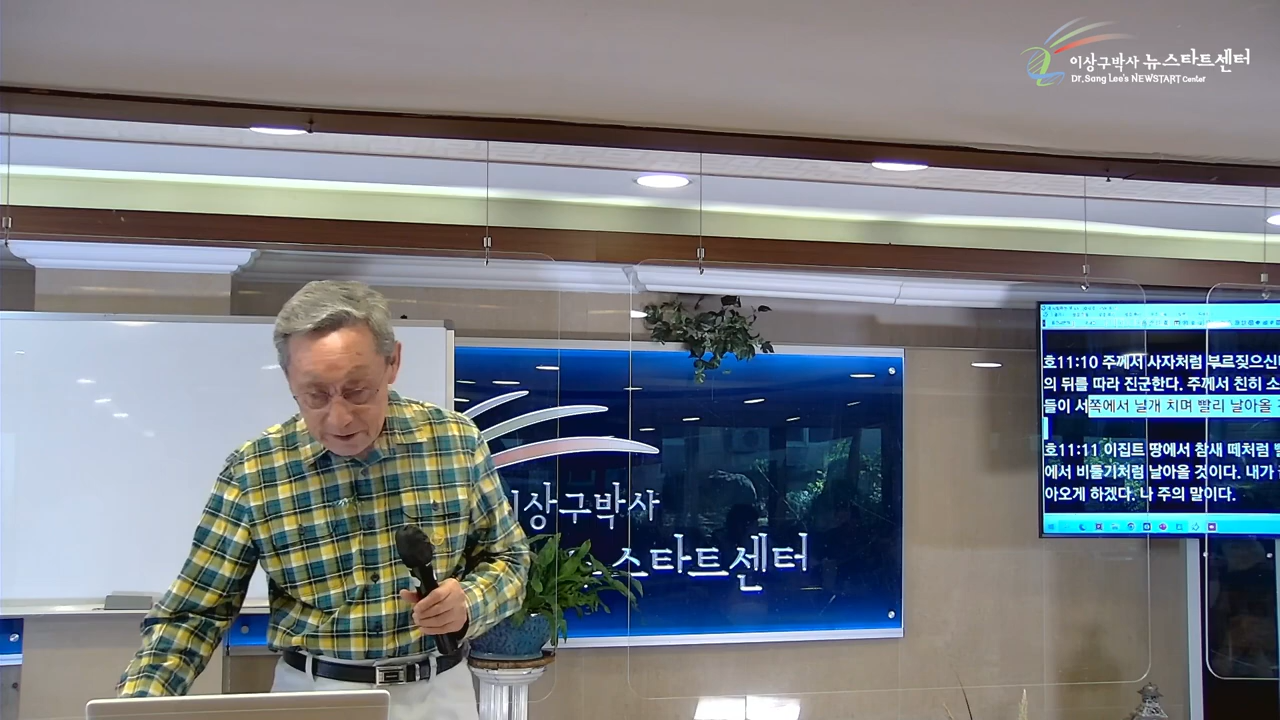 이상구박사 뉴스타트센터
Dr. Sang Lee's NEWSTART Center
이상구박사
스타트센터
호11:10 주께서 사자처럼 부르짖으신
의 뒤를 따라 진군한다. 주께서 친히 소
들이 서쪽에서 날개 치며 빨리 날아올
호11:11 이집트 땅에서 참새 떼처럼
에서 비둘기처럼 날아올 것이다. 내가
아오게 하겠다. 나 주의 말이다.